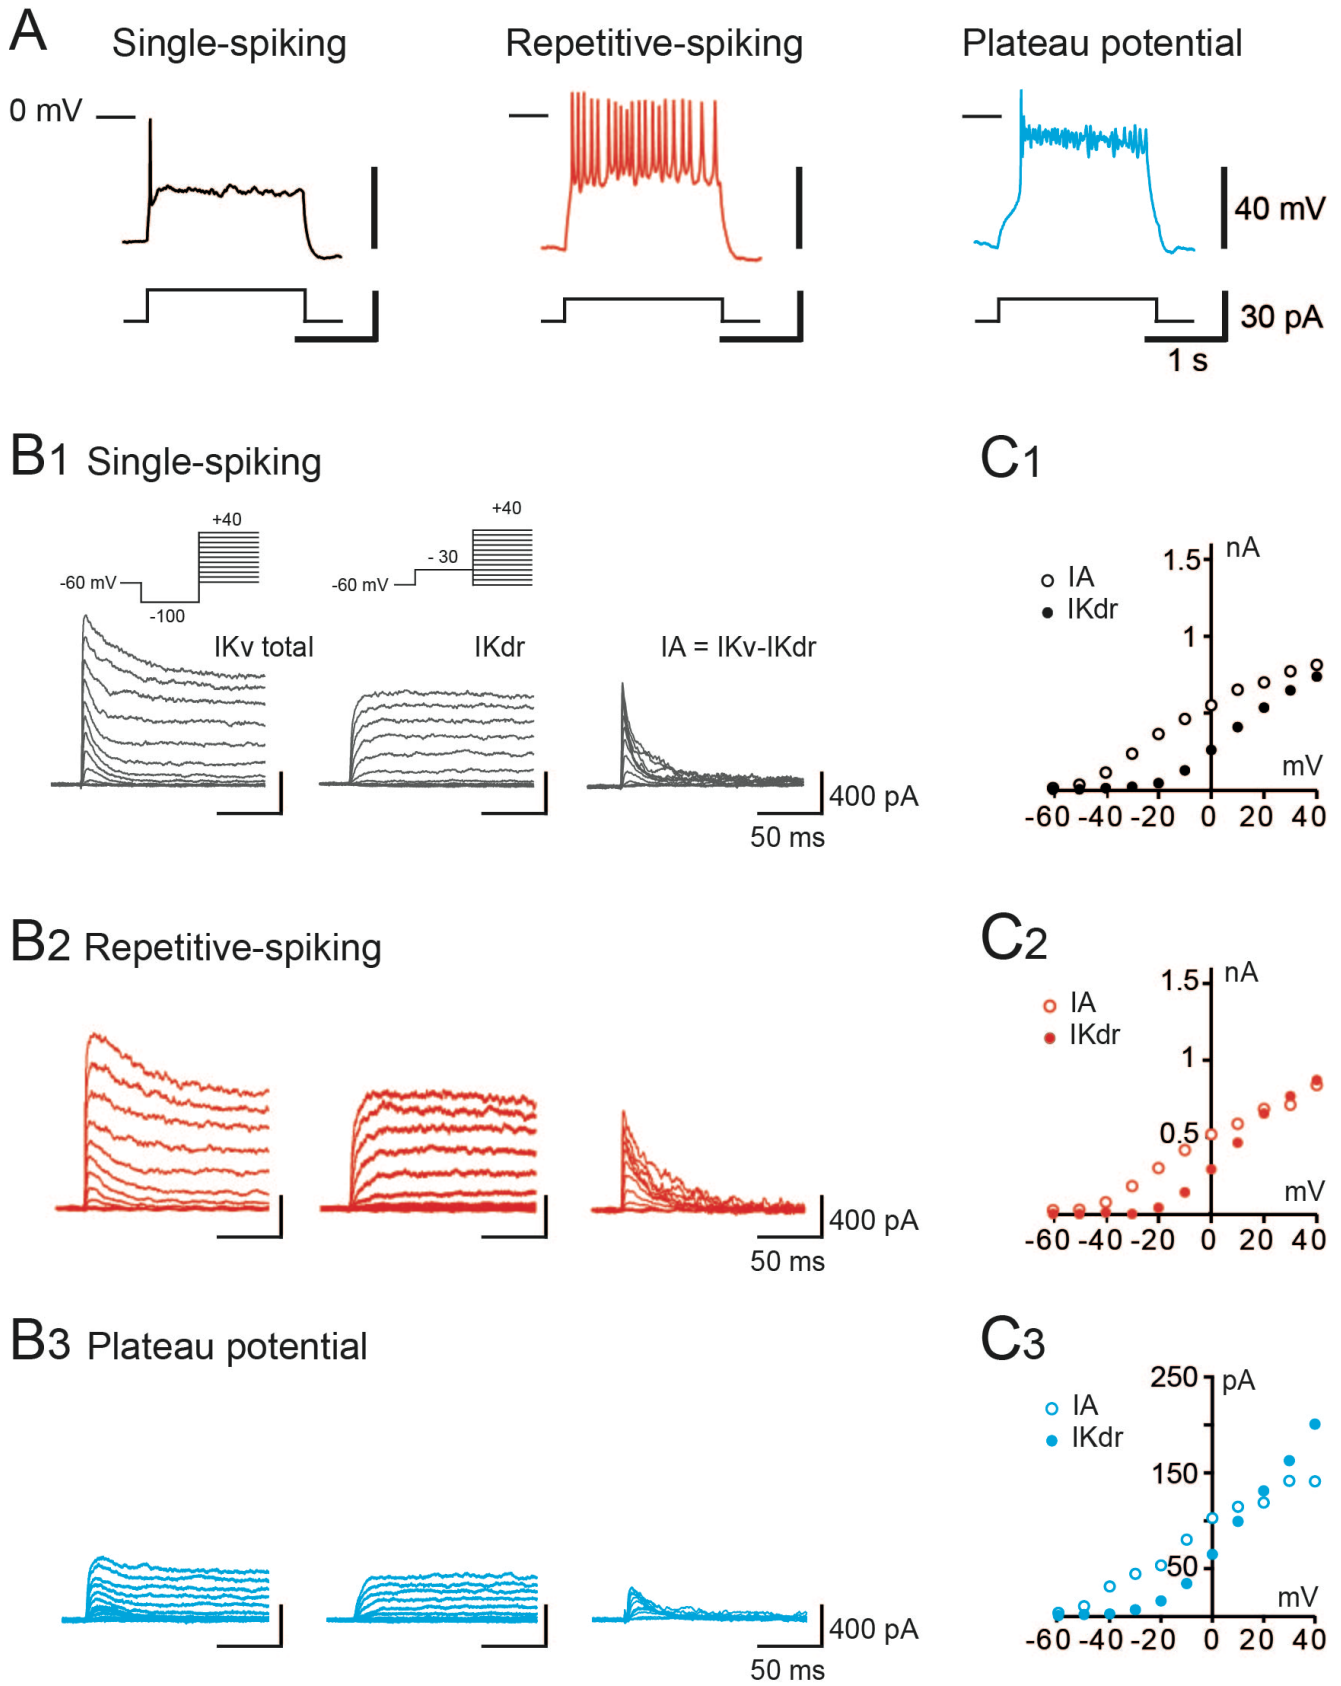 A
Single-spiking Repetitive-spiking Plateau potential
0 mV
40 mV
30 pA
1 s
B1 Single-spiking
+40
-60 mV
-100
+40
- 30
-60 mV
IKv total IKdr IA = IKv-IKdr
400 pA
50 ms
C1
nA
1.5
1
IA
IKdr
mV
-60 -40 -20 0 20 40
B2 Repetitive-spiking
400 pA
50 ms
C2
nA
1.5
1
0.5
IA
IKdr
mV
-60 -40 -20 0 20 40
B3 Plateau potential
400 pA
50 ms
C3
250 pA
150
50
IA
IKdr
mV
-60 -40 -20 0 20 40